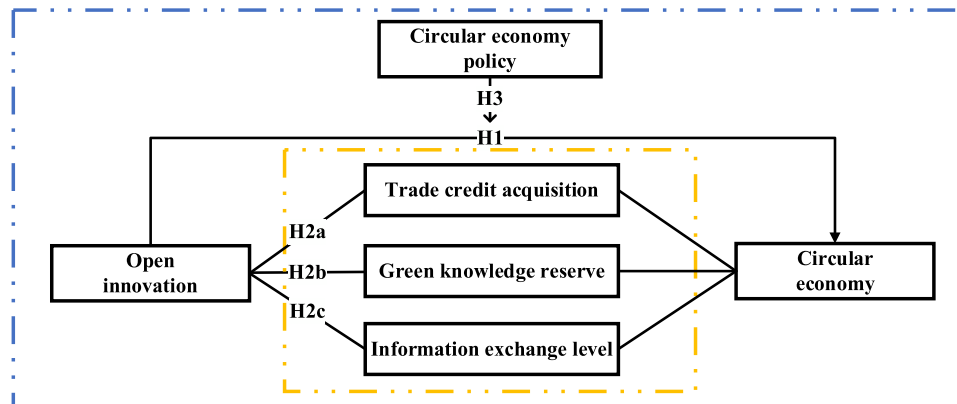 Circular economy
policy
H3
H1
Trade credit acquisition
H2a
Open
innovation
H2b
Green knowledge reserve
Circular
economy
H2c
Information exchange level